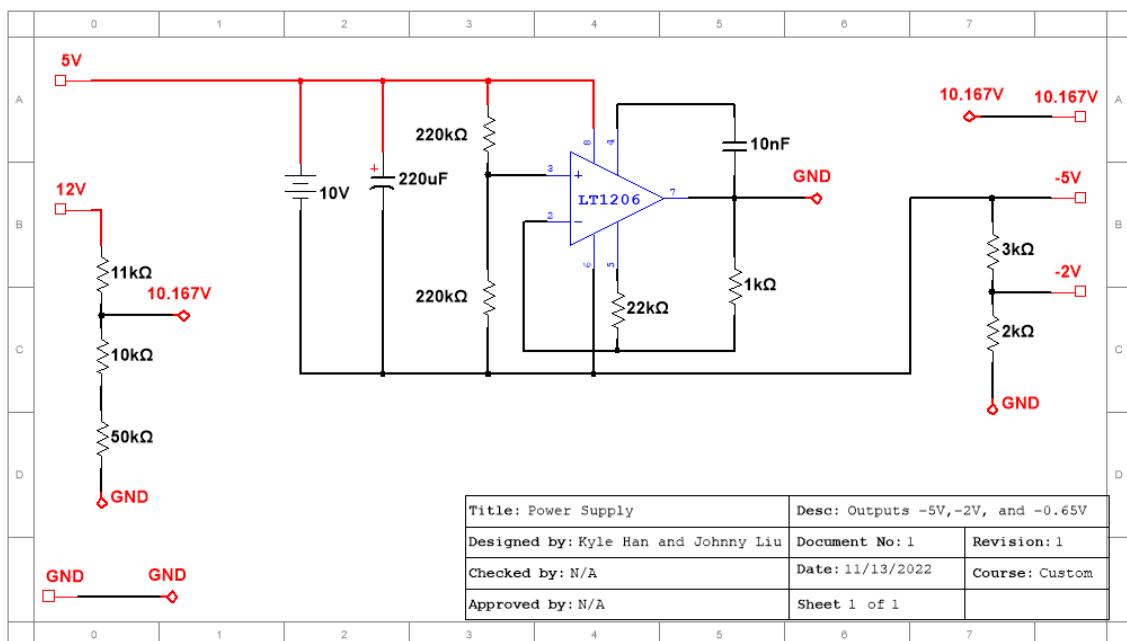 0 1 2 3 4 5 6 7
A
A
B
B
C
C
D
D
5V
12V
11kΩ
10.167V
10kΩ
50kΩ
GND
GND GND
10V
220uF
220kΩ
220kΩ
3
2
8
4
6
5
7
+
−
LT1206
+
10nF
GND
1kΩ
22kΩ
10.167V 10.167V
-5V
3kΩ
-2V
2kΩ
GND
Title: Power Supply Desc: Outputs -5V,-2V, and -0.65V
Designed by: Kyle Han and Johnny Liu Document No: 1 Revision: 1
Checked by: N/A Date: 11/13/2022 Course: Custom
Approved by: N/A Sheet 1 of 1
0 1 2 3 4 5 6 7